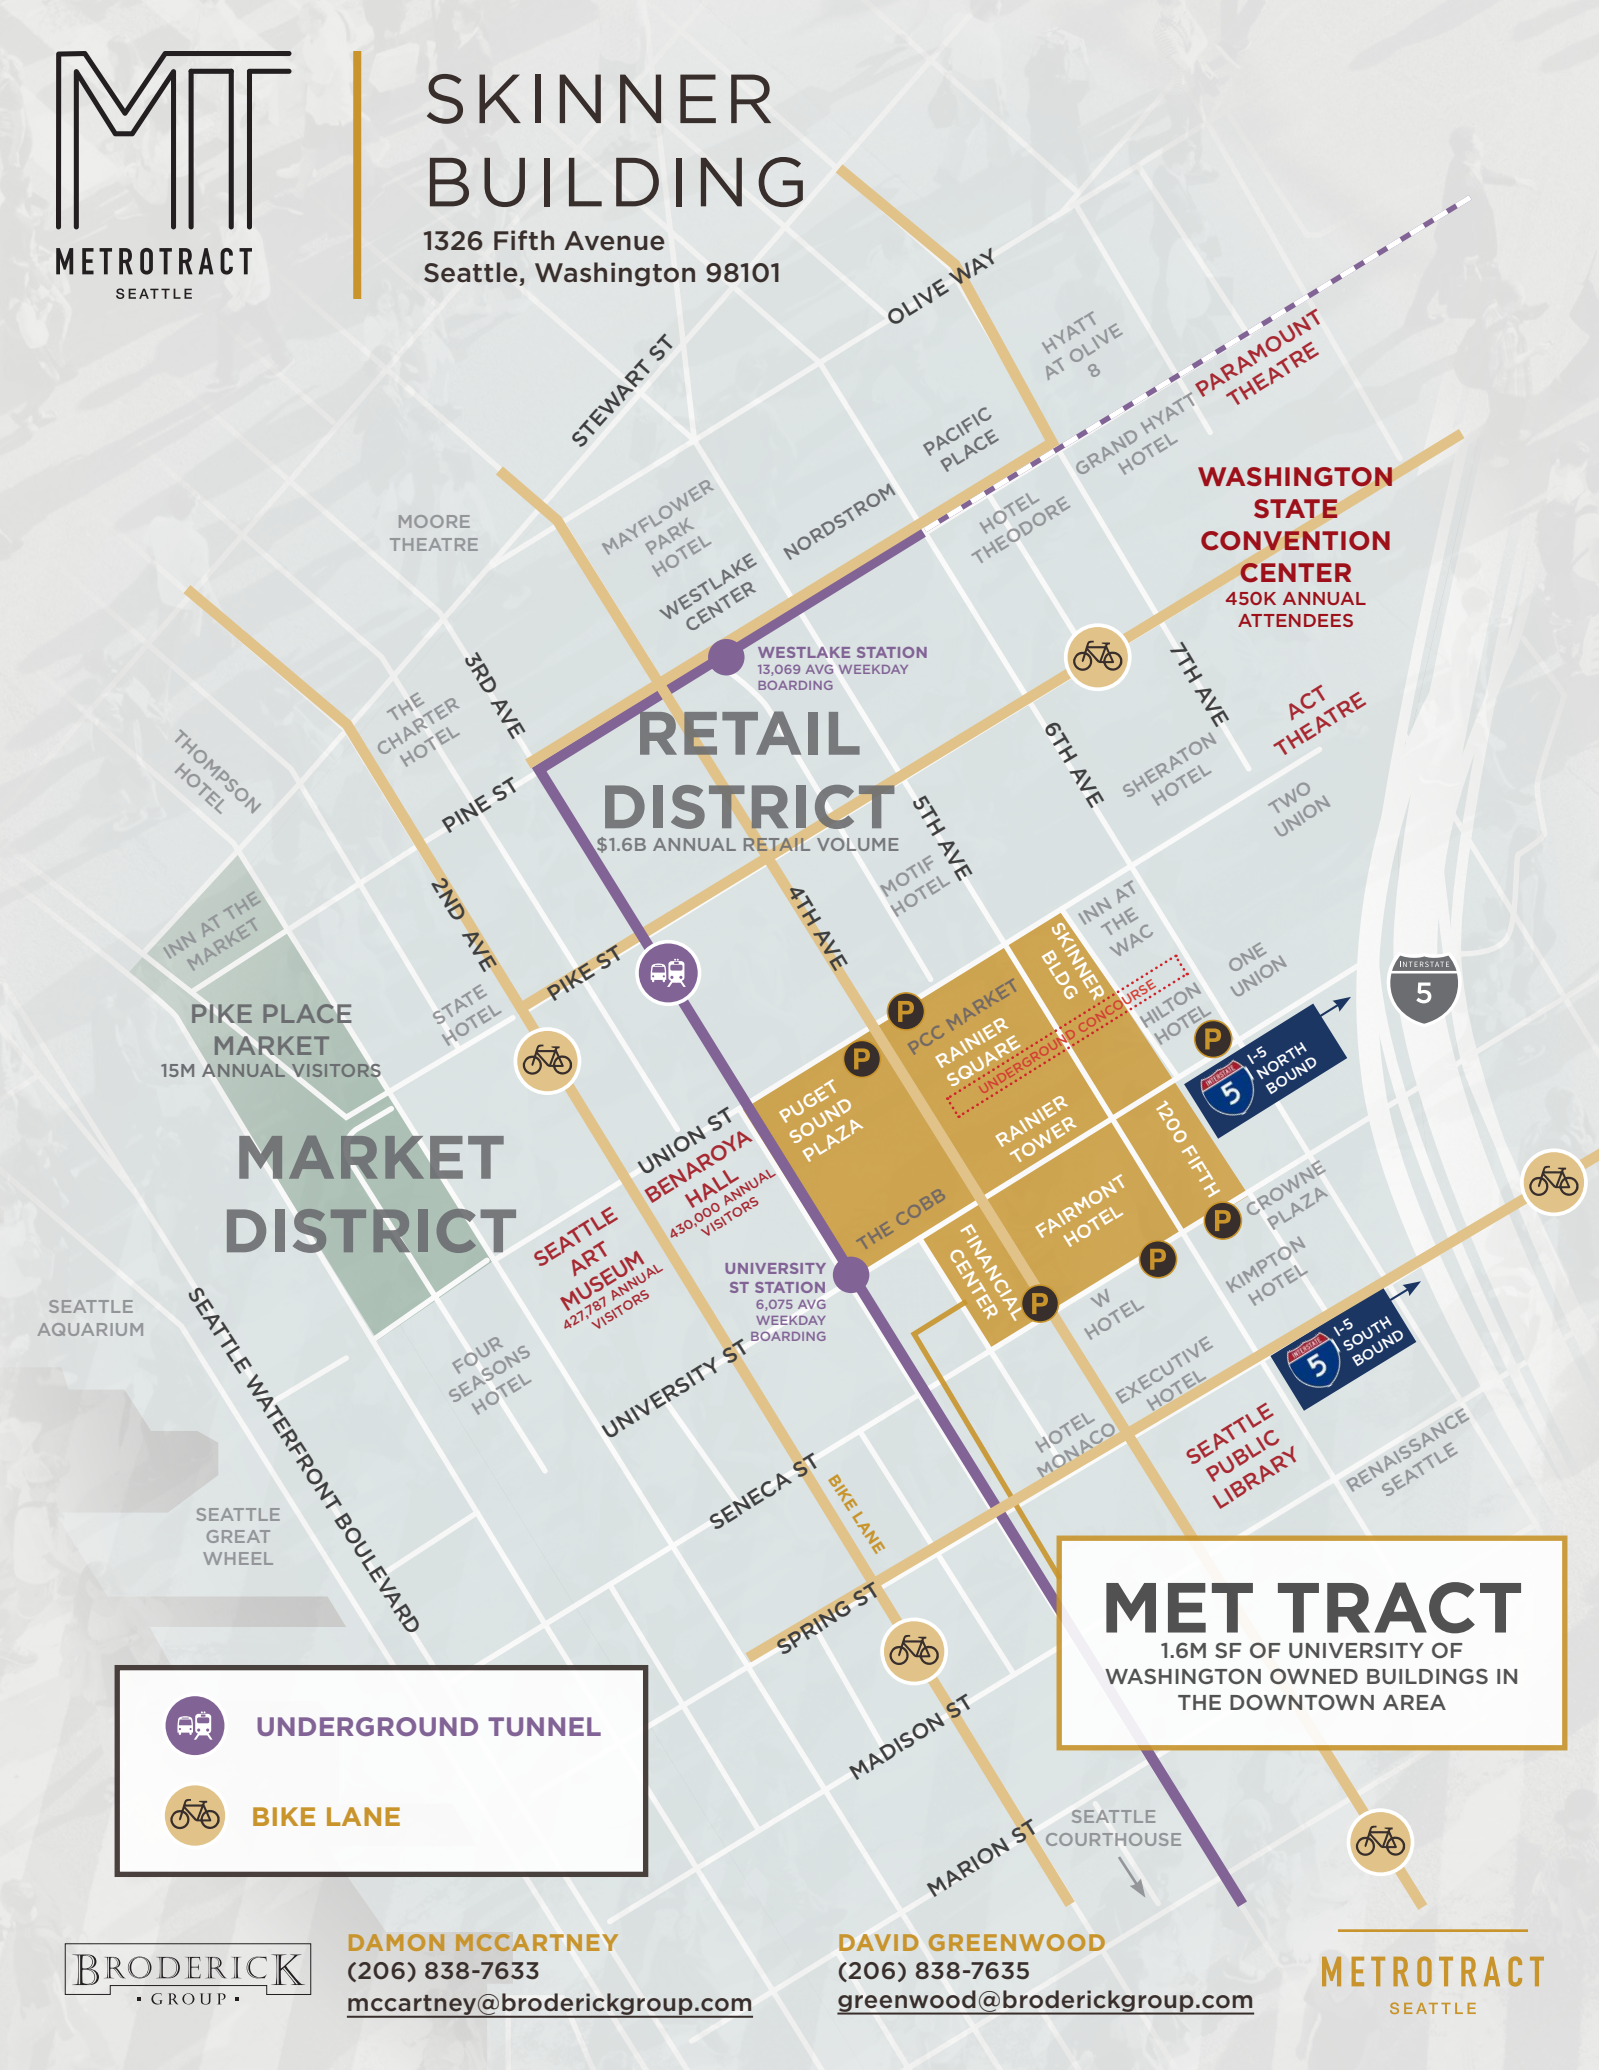 MT
METROTRACT
SEATTLE
SKINNER
BUILDING
1326 Fifth Avenue
Seattle, Washington 98101
OLIVE WAY
STEWART ST
HYATT
AT OLIVE
8
PARAMOUNT
THEATRE
PACIFIC
PLACE
GRAND HYATT
HOTEL
WASHINGTON
STATE
CONVENTION
CENTER
450K ANNUAL
ATTENDEES
MOORE
THEATRE
MAYFLOWER
PARK
HOTEL
NORDSTROM
HOTEL
THEODORE
WESTLAKE
CENTER
WESTLAKE STATION
13,069 AVG WEEKDAY
BOARDING
3RD AVE
7TH AVE
ACT
THEATRE
THE
CHARTER
HOTEL
THOMPSON
HOTEL
RETAIL
DISTRICT
$1.6B ANNUAL RETAIL VOLUME
6TH AVE
SHERATON
HOTEL
TWO
UNION
PINE ST
5TH AVE
MOTIF
HOTEL
2ND AVE
4TH AVE
INN AT THE
MARKET
INN AT
THE
WAC
SKINNER
BLDG
ONE
UNION
PIKE ST
INTERSTATE
5
STATE
HOTEL
PIKE PLACE
MARKET
15M ANNUAL VISITORS
P
P
PCC MARKET
RAINIER
SQUARE
UNDERGROUND CONCOURSE
HILTON
HOTEL
P
INTERSTATE
5
I-5
NORTH
BOUND
PUGET
SOUND
PLAZA
RAINIER
TOWER
1200 FIFTH
MARKET
DISTRICT
UNION ST
BENAROYA
HALL
430,000 ANNUAL
VISITORS
SEATTLE
ART
MUSEUM
427,787 ANNUAL
VISITORS
THE COBB
FAIRMONT
HOTEL
CROWNE
PLAZA
P
FINANCIAL
CENTER
P
KIMPTON
HOTEL
UNIVERSITY
ST STATION
6,075 AVG
WEEKDAY
BOARDING
P
W
HOTEL
INTERSTATE
5
I-5
SOUTH
BOUND
SEATTLE
AQUARIUM
SEATTLE WATERFRONT BOULEVARD
FOUR
SEASONS
HOTEL
UNIVERSITY ST
EXECUTIVE
HOTEL
HOTEL
MONACO
SEATTLE
PUBLIC
LIBRARY
RENAISSANCE
SEATTLE
SENECA ST
BIKE LANE
SEATTLE
GREAT
WHEEL
SPRING ST
MET TRACT
1.6M SF OF UNIVERSITY OF
WASHINGTON OWNED BUILDINGS IN
THE DOWNTOWN AREA
UNDERGROUND TUNNEL
BIKE LANE
MADISON ST
MARION ST
SEATTLE
COURTHOUSE
BRODERICK
GROUP
DAMON MCCARTNEY
(206) 838-7633
mccartney@broderickgroup.com
DAVID GREENWOOD
(206) 838-7635
greenwood@broderickgroup.com
METROTRACT
SEATTLE